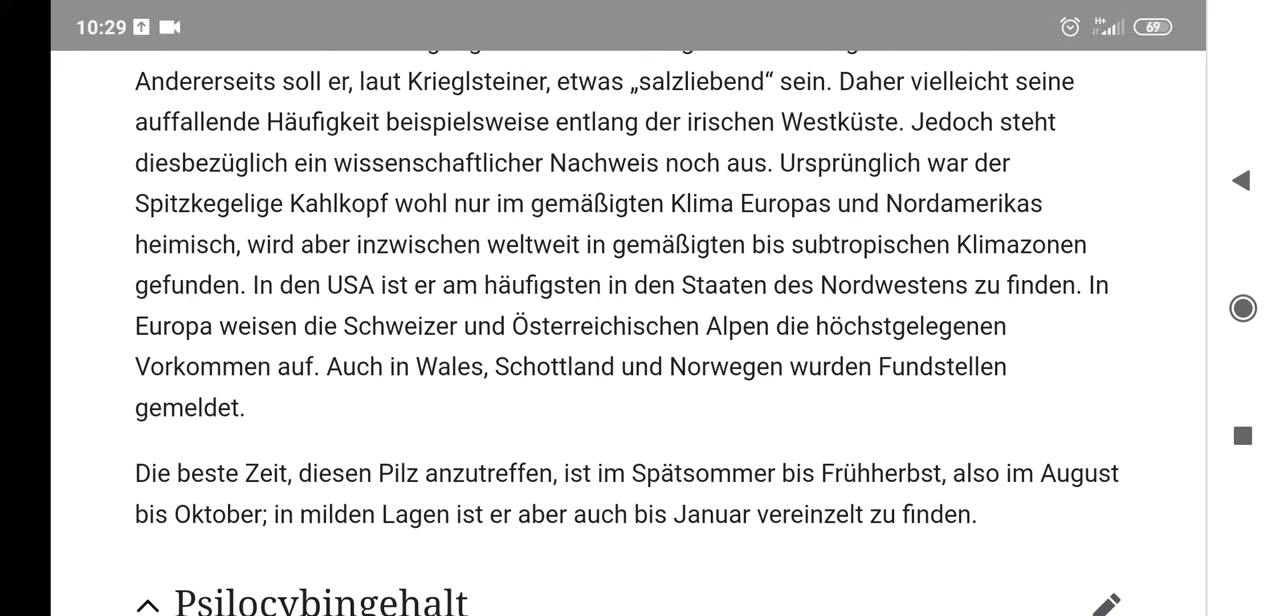 10:29
H+
69
Andererseits soll er, laut Krieglsteiner, etwas „salzliebend“ sein. Daher vielleicht seine
auffallende Häufigkeit beispielsweise entlang der irischen Westküste. Jedoch steht
diesbezüglich ein wissenschaftlicher Nachweis noch aus. Ursprünglich war der
Spitzkegelige Kahlkopf wohl nur im gemäßigten Klima Europas und Nordamerikas
heimisch, wird aber inzwischen weltweit in gemäßigten bis subtropischen Klimazonen
gefunden. In den USA ist er am häufigsten in den Staaten des Nordwestens zu finden. In
Europa weisen die Schweizer und Österreichischen Alpen die höchstgelegenen
Vorkommen auf. Auch in Wales, Schottland und Norwegen wurden Fundstellen
gemeldet.
Die beste Zeit, diesen Pilz anzutreffen, ist im Spätsommer bis Frühherbst, also im August
bis Oktober; in milden Lagen ist er aber auch bis Januar vereinzelt zu finden.
Psilocybingehalt